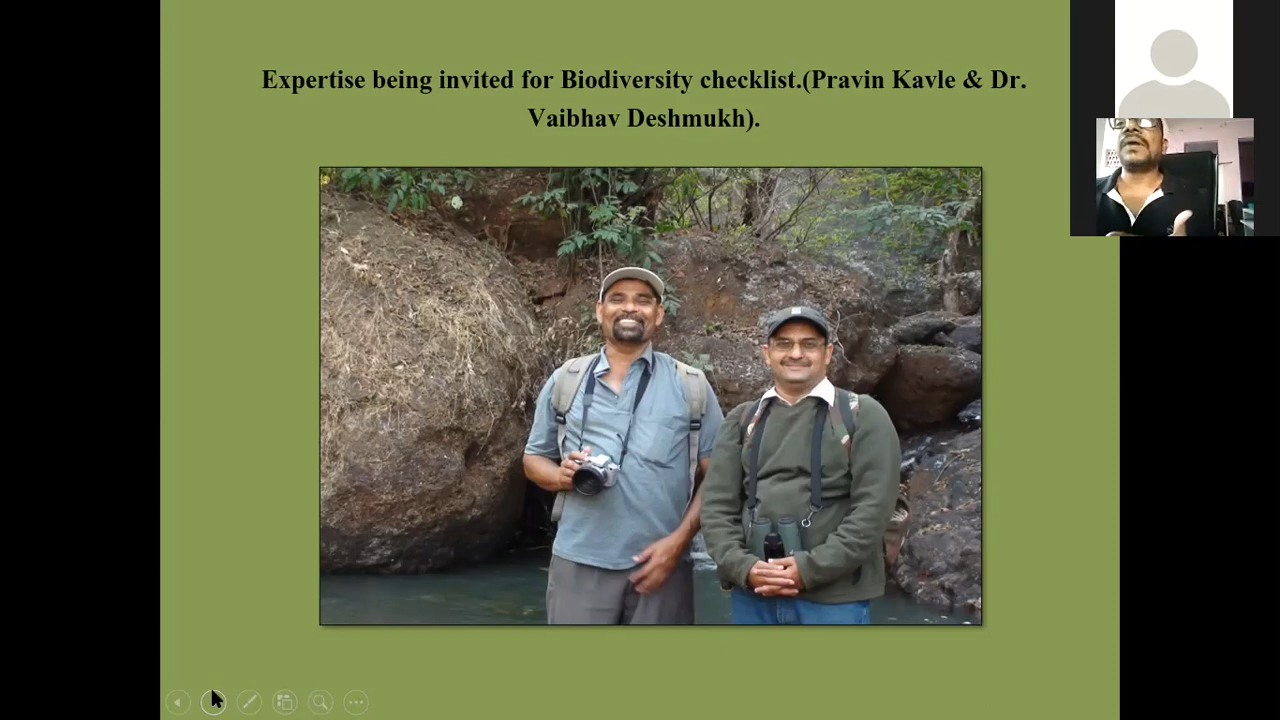 Expertise being invited for Biodiversity checklist.(Pravin Kavle & Dr.
Vaibhav Deshmukh).